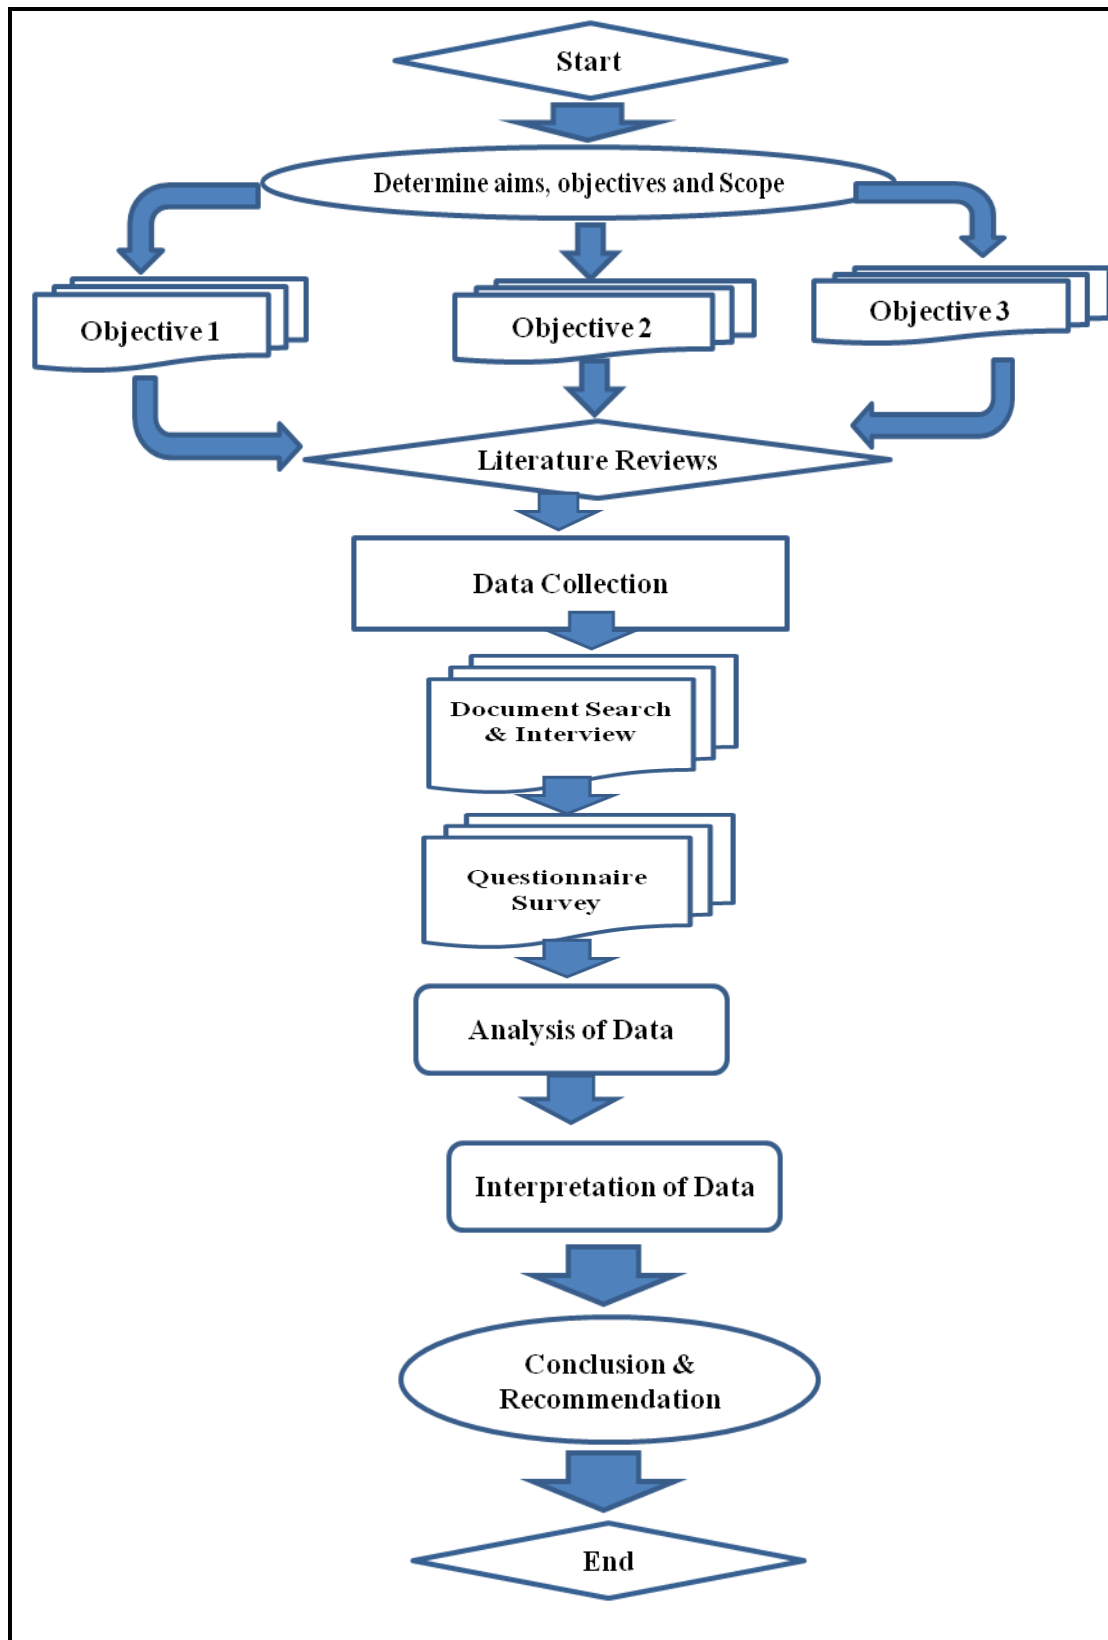 Start
Determine aims, objectives and Scope
Objective 1
Objective 2
Objective 3
Literature Reviews
Data Collection
Document Search
& Interview
Questionnaire
Survey
Analysis of Data
Interpretation of Data
Conclusion &
Recommendation
End